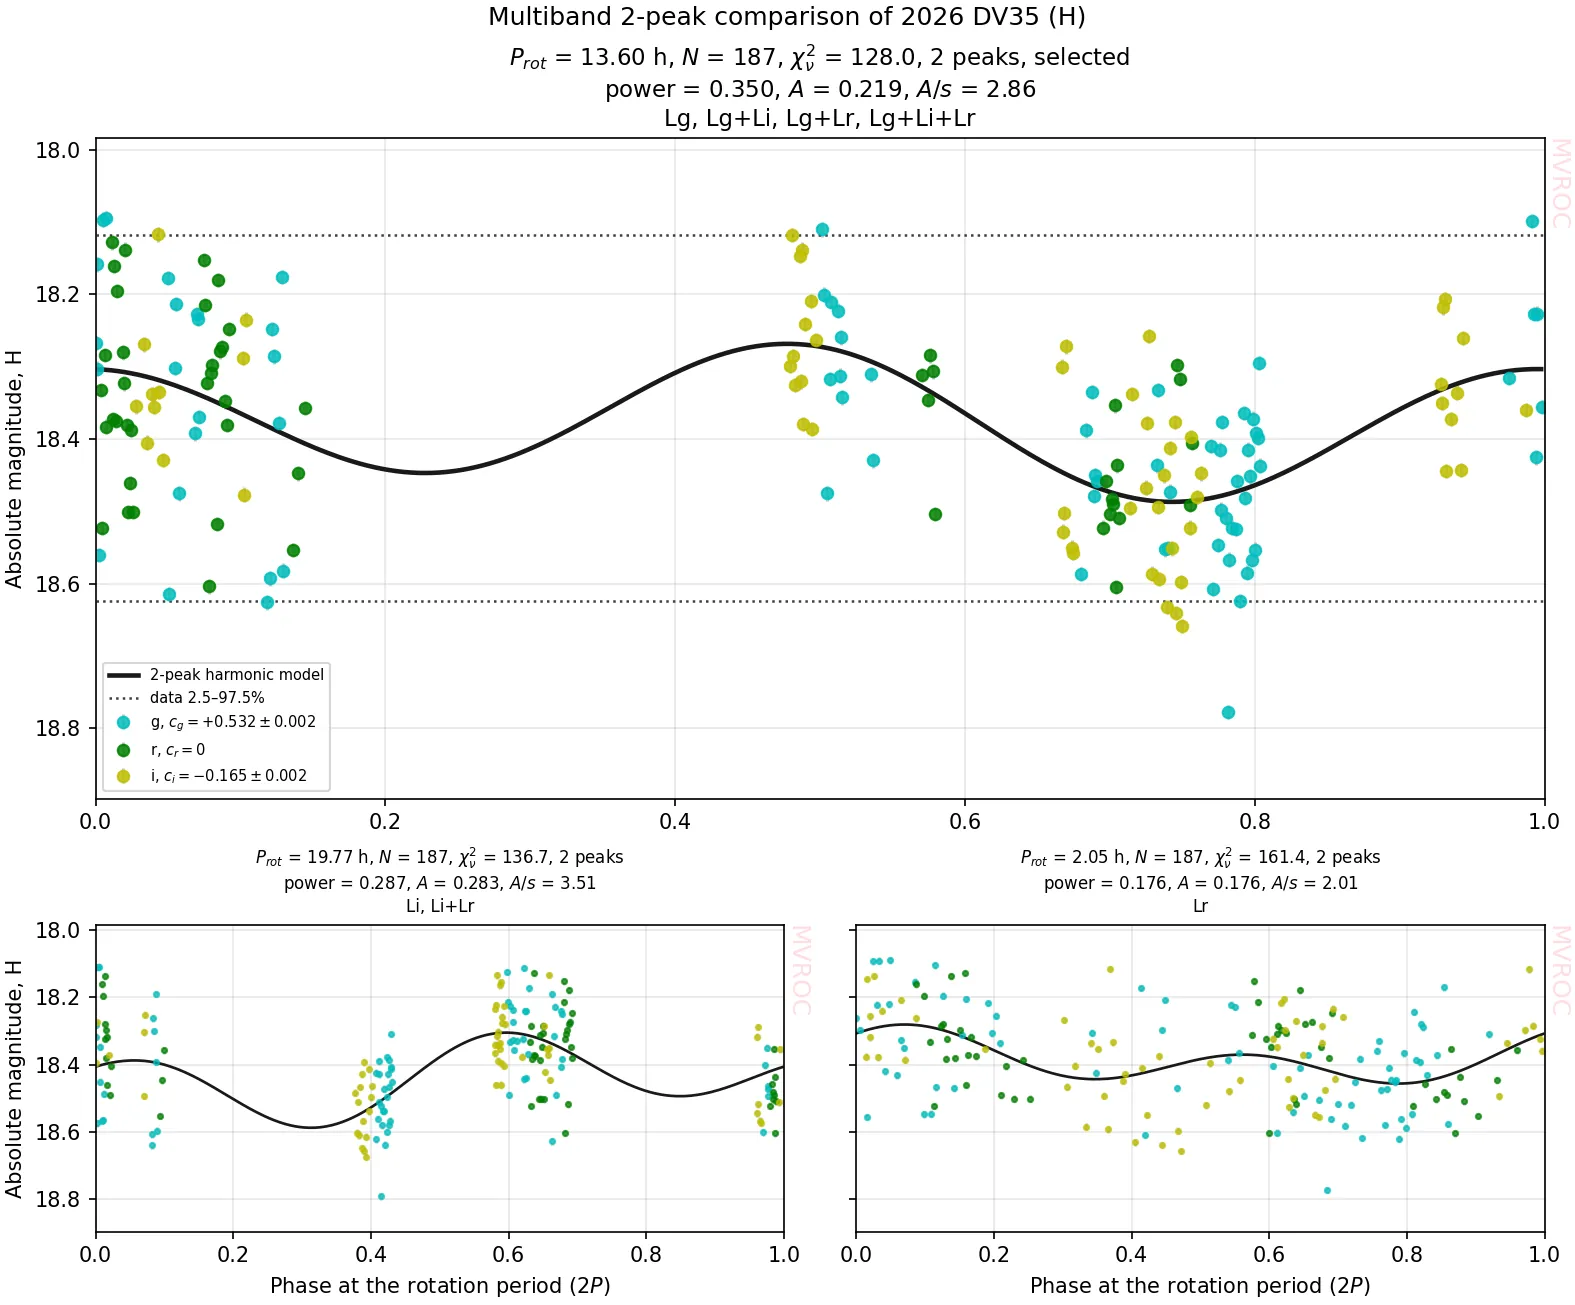 Multiband 2-peak comparison of 2026 DV35 (H)
P_rot = 13.60 h, N = 187, χ²_ν = 128.0, 2 peaks, selected
power = 0.350, A = 0.219, A/s = 2.86
Lg, Lg+Li, Lg+Lr, Lg+Li+Lr
MVROC
Absolute magnitude, H
18.0
18.2
18.4
18.6
18.8
2-peak harmonic model
data 2.5–97.5%
g, c_g = +0.532 ± 0.002
r, c_r = 0
i, c_i = −0.165 ± 0.002
0.0 0.2 0.4 0.6 0.8 1.0
P_rot = 19.77 h, N = 187, χ²_ν = 136.7, 2 peaks
power = 0.287, A = 0.283, A/s = 3.51
Li, Li+Lr
MVROC
Absolute magnitude, H
18.0
18.2
18.4
18.6
18.8
0.0 0.2 0.4 0.6 0.8 1.0
Phase at the rotation period (2P)
P_rot = 2.05 h, N = 187, χ²_ν = 161.4, 2 peaks
power = 0.176, A = 0.176, A/s = 2.01
Lr
MVROC
0.0 0.2 0.4 0.6 0.8 1.0
Phase at the rotation period (2P)